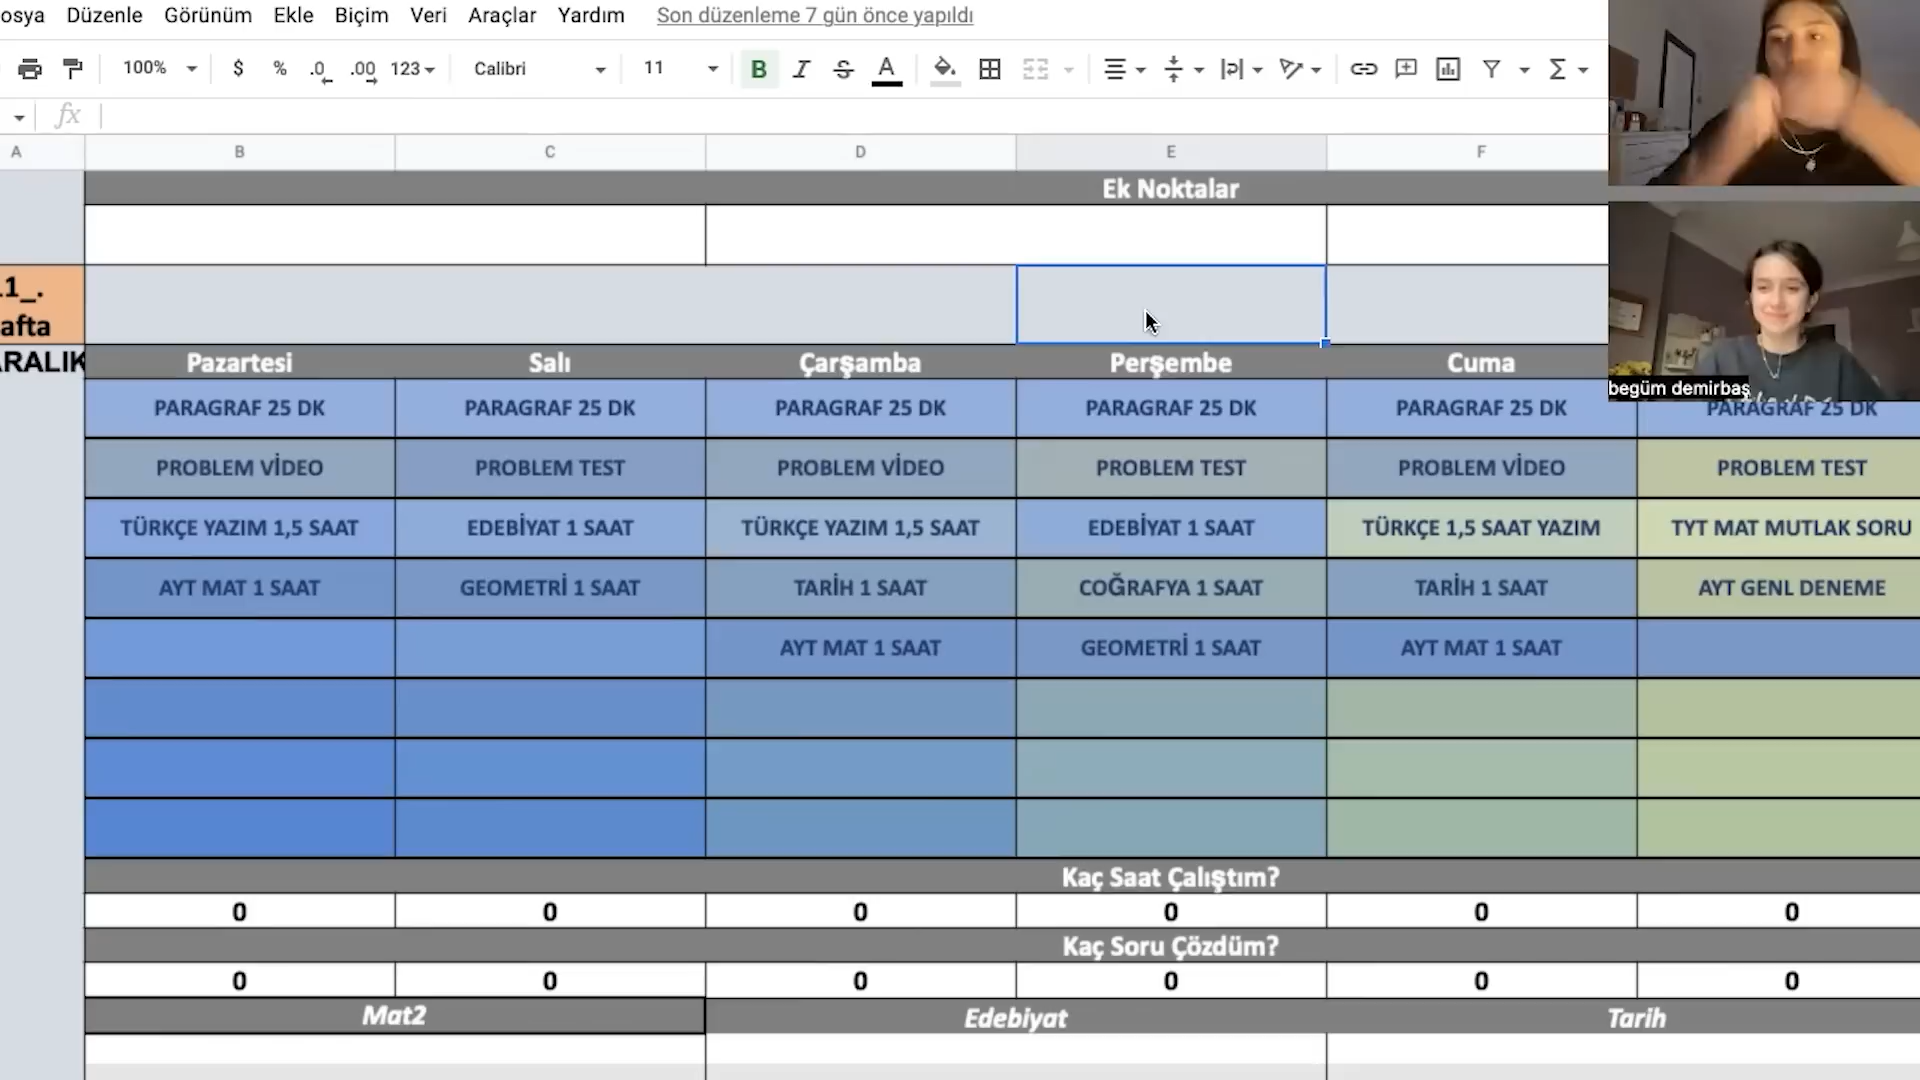 osya Düzenle Görünüm Ekle Biçim Veri Araçlar Yardım Son düzenleme 7 gün önce yapıldı
100% $ % .0 .00 123 Calibri 11 B I S A Σ
fx
A B C D E F
Ek Noktalar
11_.
afta
ARALIK Pazartesi Salı Çarşamba Perşembe Cuma
begüm demirbaş
PARAGRAF 25 DK PARAGRAF 25 DK PARAGRAF 25 DK PARAGRAF 25 DK PARAGRAF 25 DK PARAGRAF 25 DK
PROBLEM VİDEO PROBLEM TEST PROBLEM VİDEO PROBLEM TEST PROBLEM VİDEO PROBLEM TEST
TÜRKÇE YAZIM 1,5 SAAT EDEBİYAT 1 SAAT TÜRKÇE YAZIM 1,5 SAAT EDEBİYAT 1 SAAT TÜRKÇE 1,5 SAAT YAZIM TYT MAT MUTLAK SORU
AYT MAT 1 SAAT GEOMETRİ 1 SAAT TARİH 1 SAAT COĞRAFYA 1 SAAT TARİH 1 SAAT AYT GENL DENEME
AYT MAT 1 SAAT GEOMETRİ 1 SAAT AYT MAT 1 SAAT
Kaç Saat Çalıştım?
0 0 0 0 0 0
Kaç Soru Çözdüm?
0 0 0 0 0 0
Mat2 Edebiyat Tarih